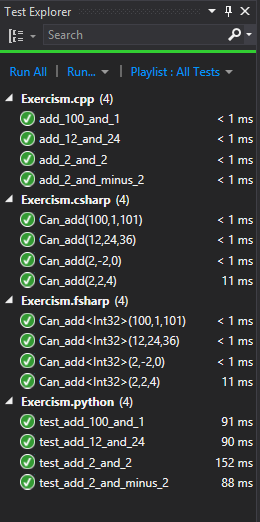 Test Explorer
Search
Run All | Run... | Playlist : All Tests
Exercism.cpp (4)
add_100_and_1 < 1 ms
add_12_and_24 < 1 ms
add_2_and_2 < 1 ms
add_2_and_minus_2 < 1 ms
Exercism.csharp (4)
Can_add(100,1,101) < 1 ms
Can_add(12,24,36) < 1 ms
Can_add(2,-2,0) < 1 ms
Can_add(2,2,4) 11 ms
Exercism.fsharp (4)
Can_add<Int32>(100,1,101) < 1 ms
Can_add<Int32>(12,24,36) < 1 ms
Can_add<Int32>(2,-2,0) < 1 ms
Can_add<Int32>(2,2,4) 11 ms
Exercism.python (4)
test_add_100_and_1 91 ms
test_add_12_and_24 90 ms
test_add_2_and_2 152 ms
test_add_2_and_minus_2 88 ms